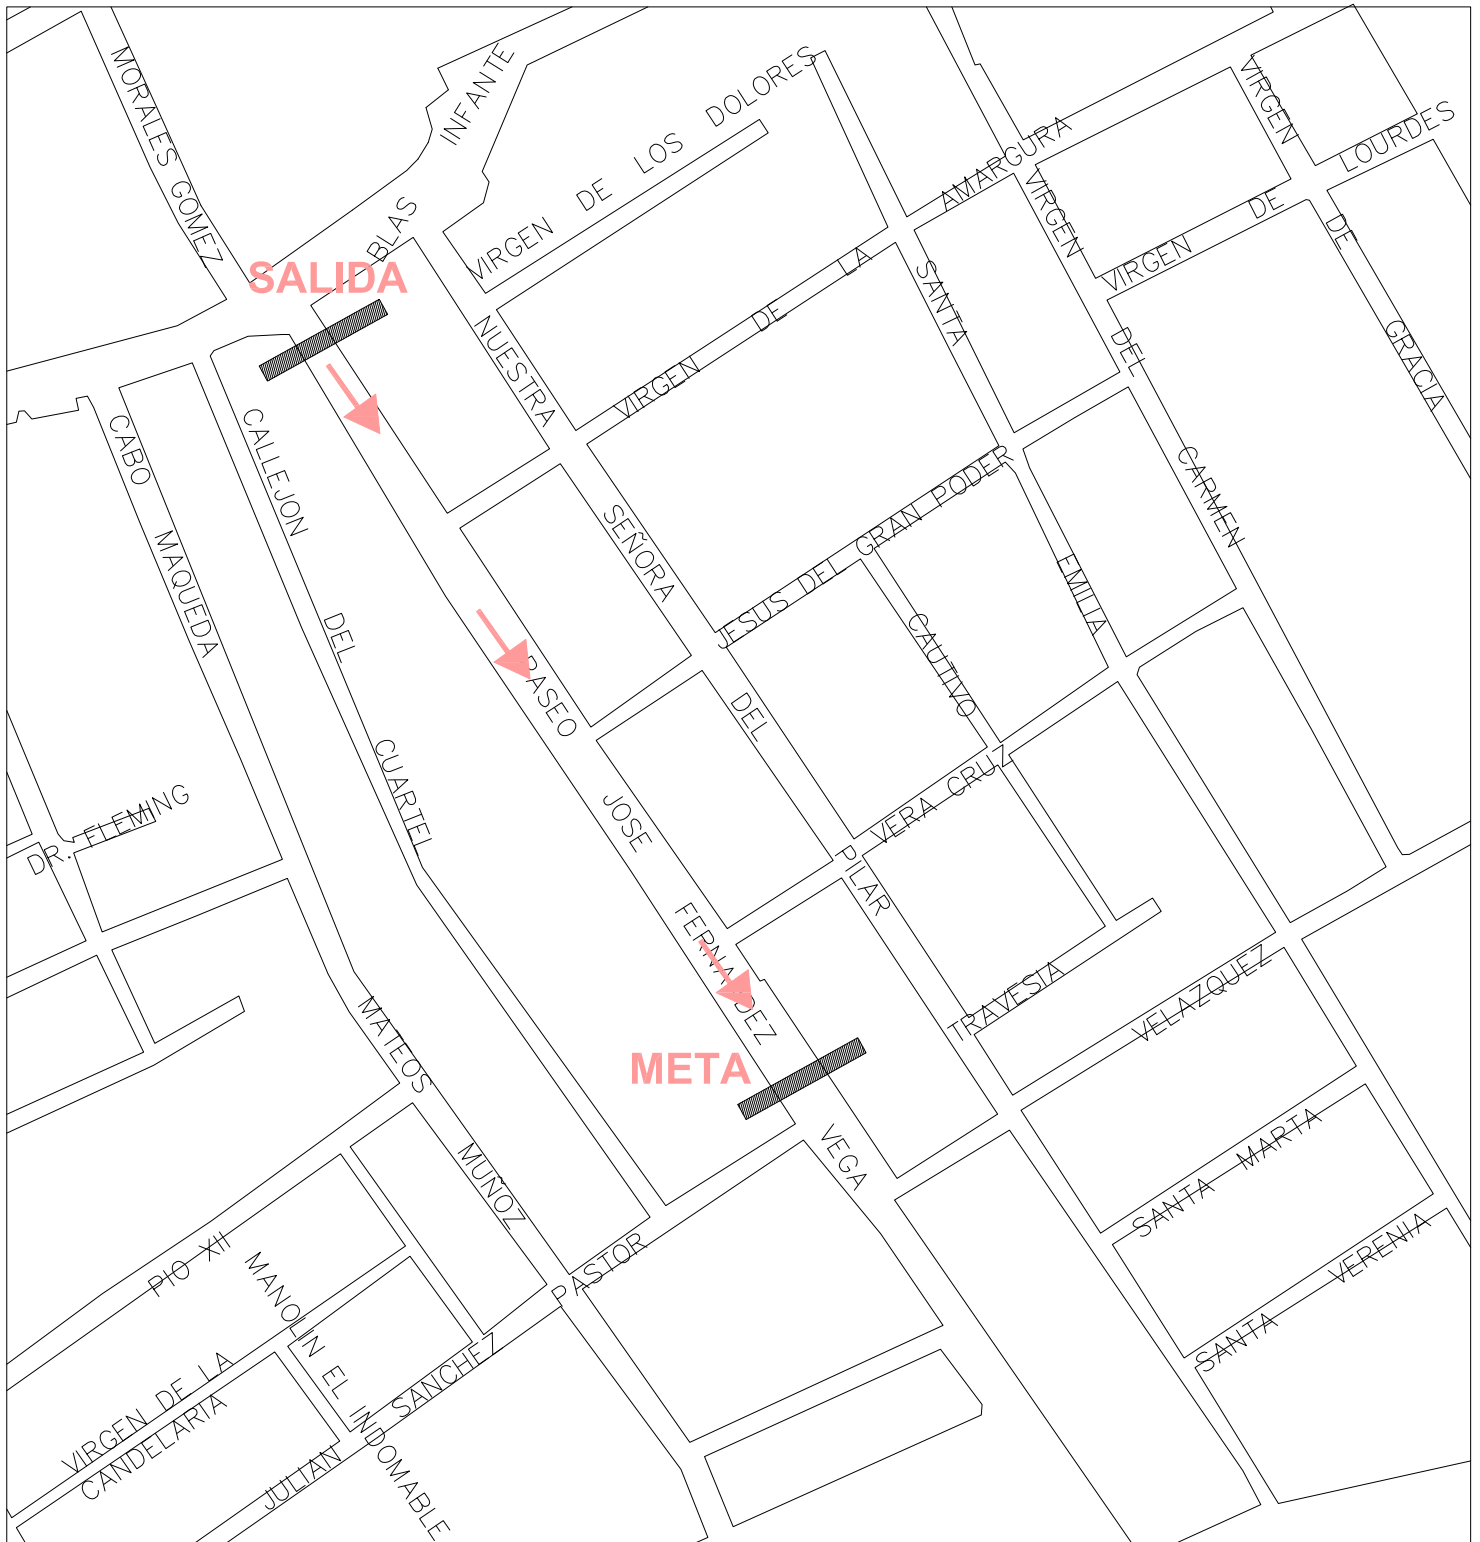 MORALES GOMEZ
BLAS INFANTE
VIRGEN DE LOS DOLORES
AMARGURA
VIRGEN DE GRACIA
VIRGEN DE LOURDES
VIRGEN DEL CARMEN
SALIDA
NUESTRA SEÑORA DEL PILAR
VIRGEN DE LA
SANTA EMILIA
CABO MAQUEDA
CALLEJON DEL CUARTEL
JESUS DEL GRAN PODER
CAUTIVO
PASEO JOSE FERNANDEZ VEGA
VERA CRUZ
DR. FLEMING
TRAVESIA
VELAZQUEZ
META
MATEOS MUÑOZ
SANTA MARTA
SANTA VERENIA
PIO XII
MANOLIN EL INDOMABLE
JULIAN SANCHEZ PASTOR
VIRGEN DE LA
CANDELARIA